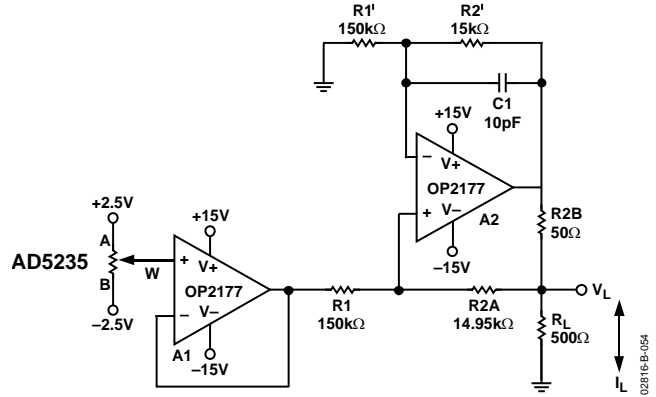 R1'
150kΩ
R2'
15kΩ
C1
10pF
+15V
V+
−
OP2177
+
V−
A2
−15V
R2B
50Ω
+2.5V
A
AD5235
B
W
−2.5V
+15V
+
V+
OP2177
−
V−
A1
−15V
R1
150kΩ
R2A
14.95kΩ
VL
RL
500Ω
IL
02816-B-054